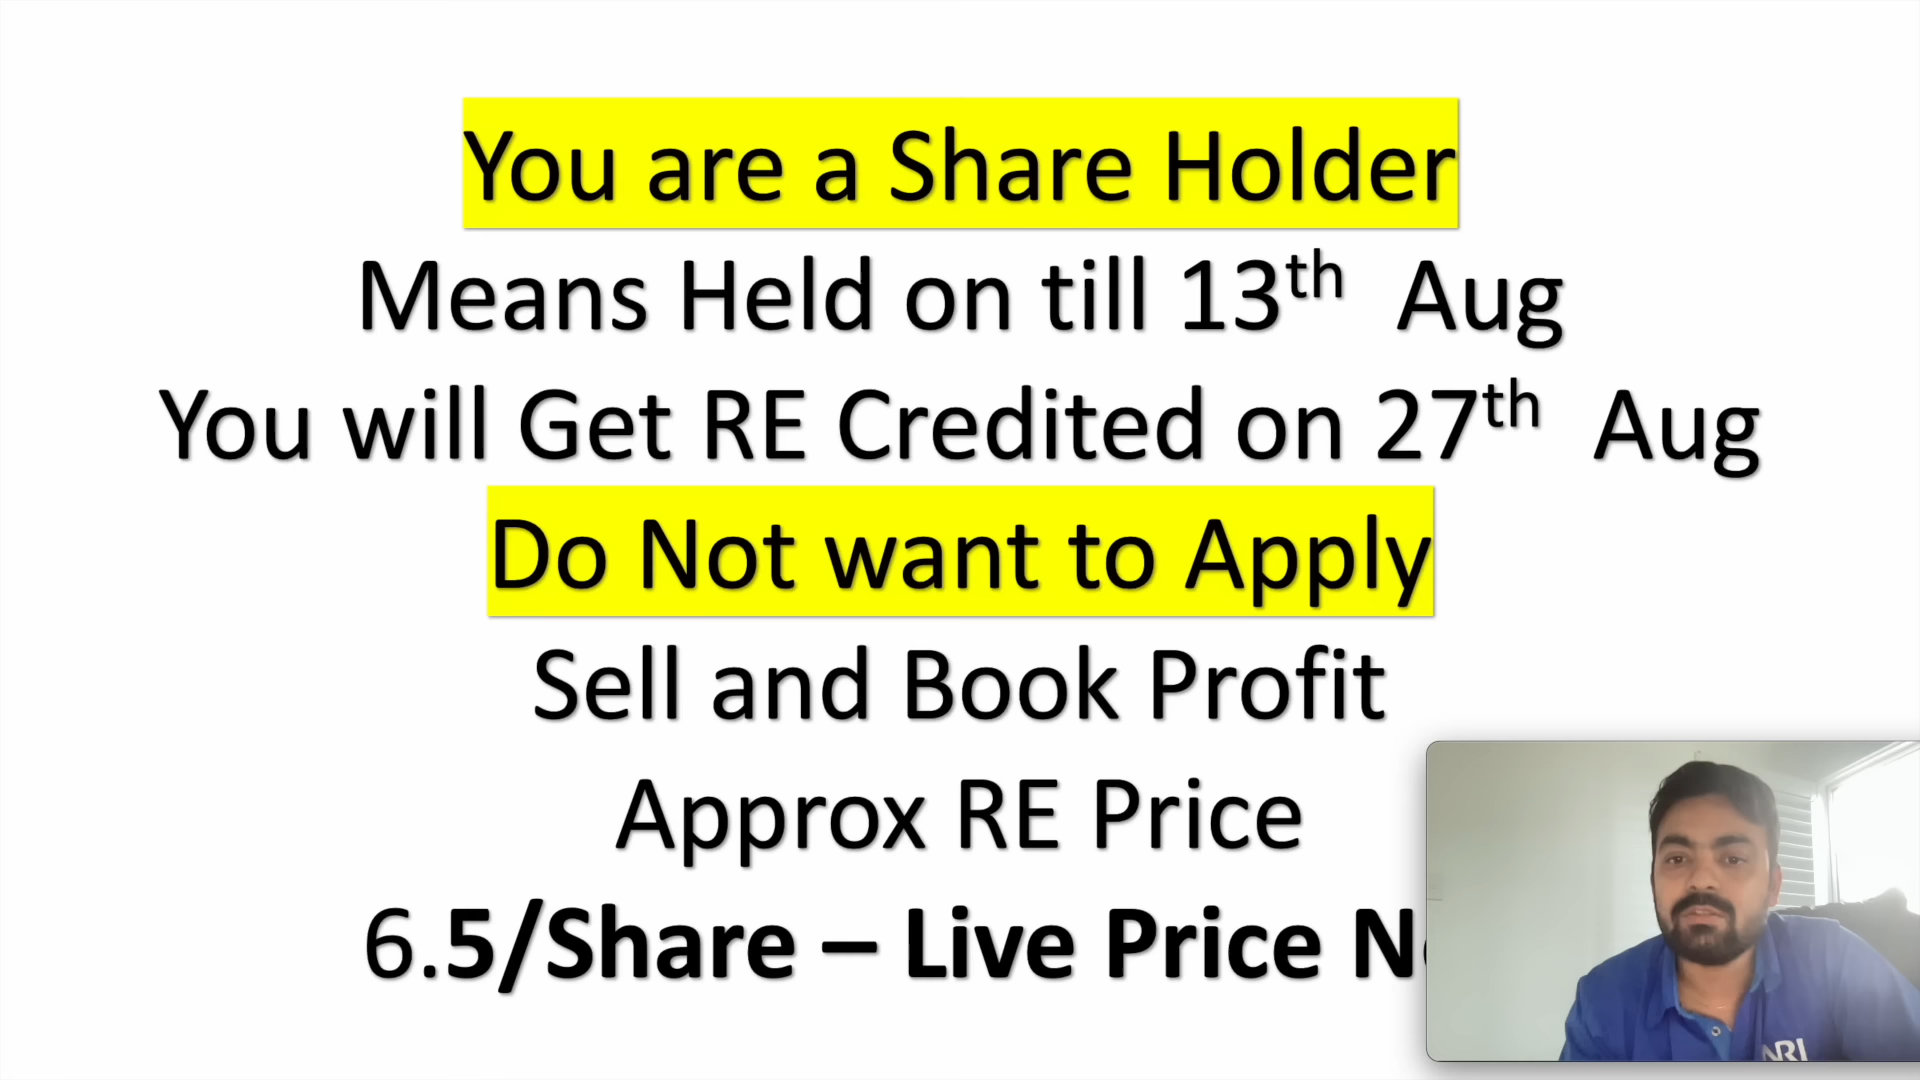 You are a Share Holder
Means Held on till 13th Aug
You will Get RE Credited on 27th Aug
Do Not want to Apply
Sell and Book Profit
Approx RE Price
6.5/Share – Live Price